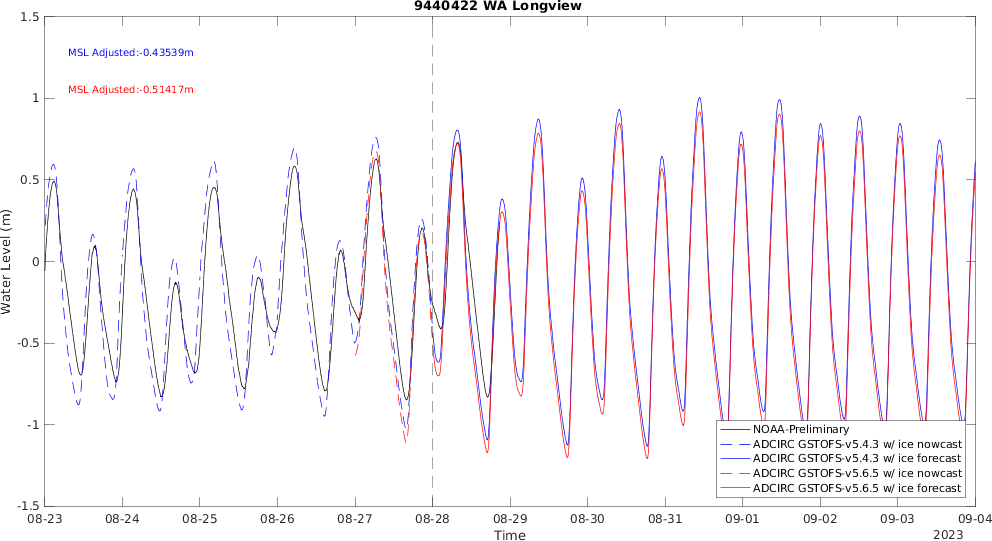 9440422 WA Longview
1.5
MSL Adjusted:-0.43539m
MSL Adjusted:-0.51417m
1
0.5
0
-0.5
-1
-1.5
Water Level (m)
NOAA-Preliminary
ADCIRC GSTOFS-v5.4.3 w/ ice nowcast
ADCIRC GSTOFS-v5.4.3 w/ ice forecast
ADCIRC GSTOFS-v5.6.5 w/ ice nowcast
ADCIRC GSTOFS-v5.6.5 w/ ice forecast
08-23 08-24 08-25 08-26 08-27 08-28 08-29 08-30 08-31 09-01 09-02 09-03 09-04
Time
2023